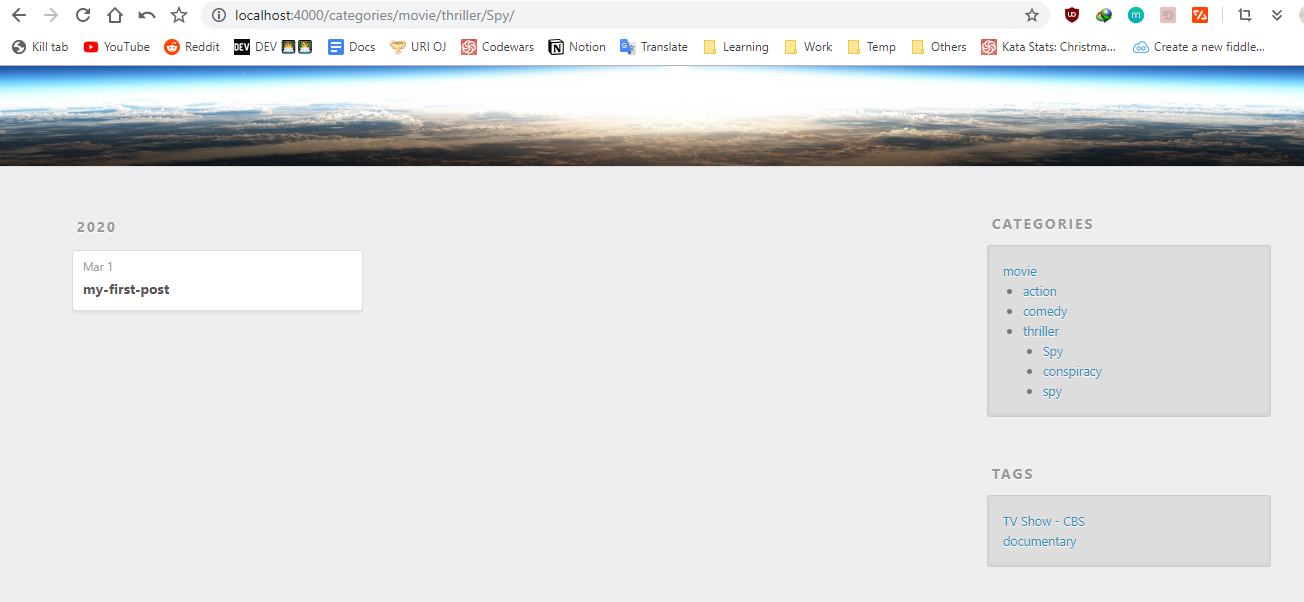 localhost:4000/categories/movie/thriller/Spy/
Kill tab YouTube Reddit DEV DEV Docs URI OJ Codewars Notion Translate Learning Work Temp Others Kata Stats: Christma... Create a new fiddle...
2020
Mar 1
my-first-post
CATEGORIES
movie
action
comedy
thriller
Spy
conspiracy
spy
TAGS
TV Show - CBS
documentary